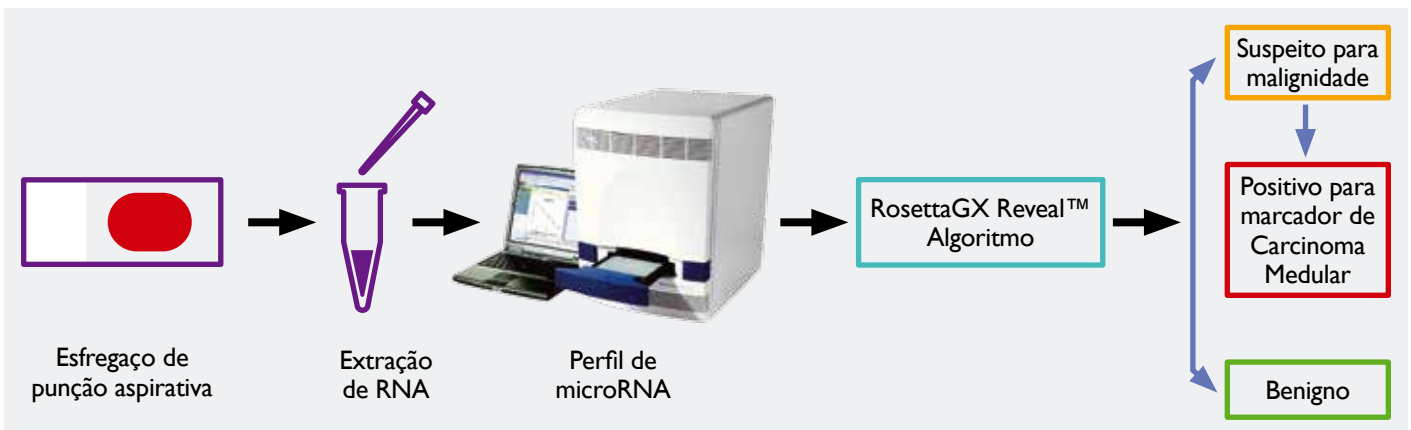 Esfregaço de
punção aspirativa
Extração
de RNA
Perfil de
microRNA
RosettaGX Reveal™
Algoritmo
Suspeito para
malignidade
Positivo para
marcador de
Carcinoma
Medular
Benigno